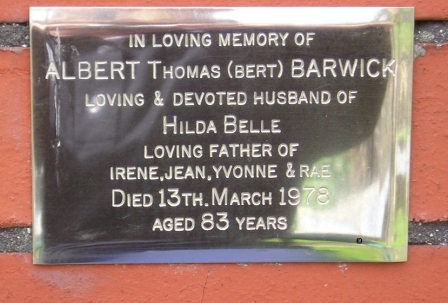 IN LOVING MEMORY OF
ALBERT THOMAS (BERT) BARWICK
LOVING & DEVOTED HUSBAND OF
HILDA BELLE
LOVING FATHER OF
IRENE, JEAN, YVONNE & RAE
DIED 13TH. MARCH 1978
AGED 83 YEARS